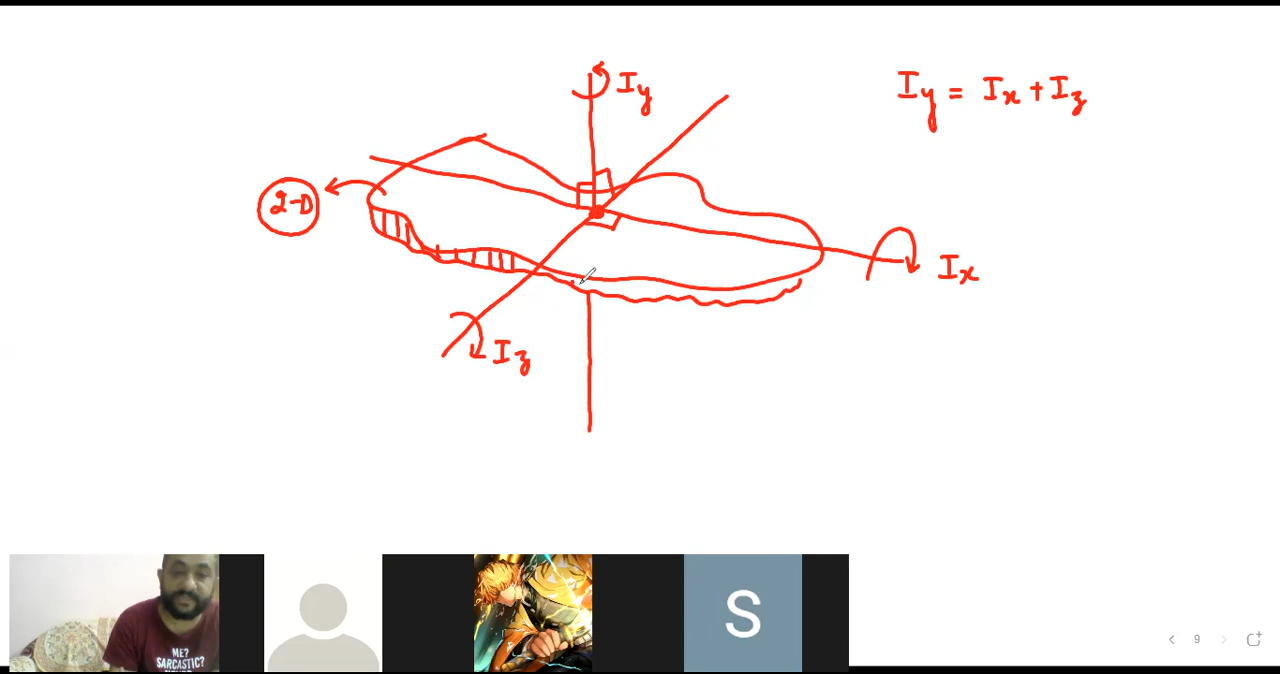 Iy
Iy = Ix + Iz
2-D
Ix
Iz
ME?
SARCASTIC?
S
9